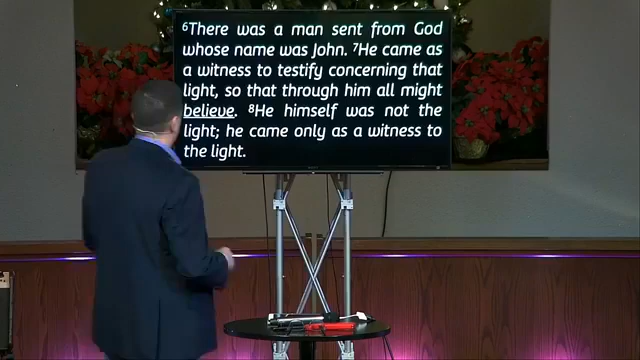 ⁶There was a man sent from God
whose name was John. ⁷He came as
a witness to testify concerning that
light, so that through him all might
believe. ⁸He himself was not the
light; he came only as a witness to
the light.